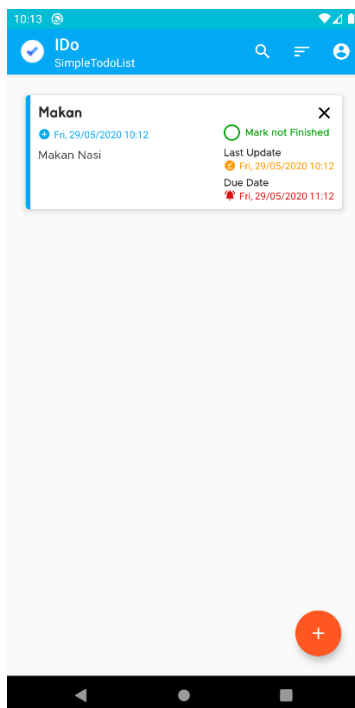 10:13
IDo
SimpleTodoList
Makan
Fri, 29/05/2020 10:12
Makan Nasi
Mark not Finished
Last Update
Fri, 29/05/2020 10:12
Due Date
Fri, 29/05/2020 11:12